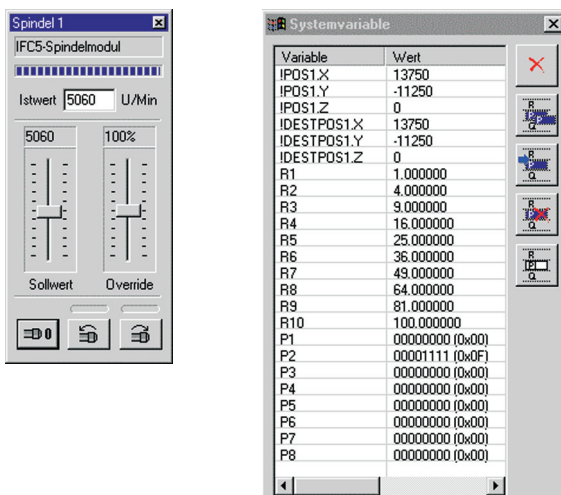 Spindel 1
IFC5-Spindelmodul
Istwert 5060 U/Min
5060 100%
Sollwert Override
0
Systemvariable
Variable Wert
!POS1.X 13750
!POS1.Y -11250
!POS1.Z 0
!DESTPOS1.X 13750
!DESTPOS1.Y -11250
!DESTPOS1.Z 0
R1 1.000000
R2 4.000000
R3 9.000000
R4 16.000000
R5 25.000000
R6 36.000000
R7 49.000000
R8 64.000000
R9 81.000000
R10 100.000000
P1 00000000 (0x00)
P2 00001111 (0x0F)
P3 00000000 (0x00)
P4 00000000 (0x00)
P5 00000000 (0x00)
P6 00000000 (0x00)
P7 00000000 (0x00)
P8 00000000 (0x00)
R
P
Q
R
P
Q
R
P
Q
R
P
Q